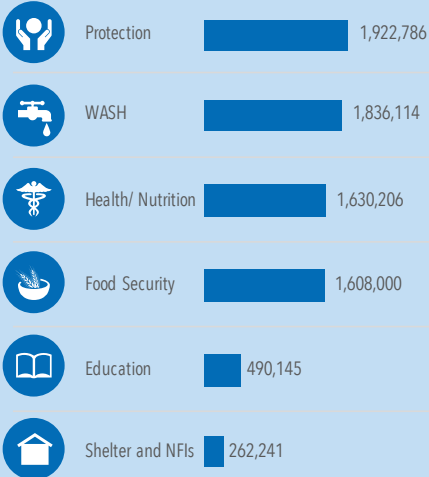 Protection 1,922,786
WASH 1,836,114
Health/ Nutrition 1,630,206
Food Security 1,608,000
Education 490,145
Shelter and NFIs 262,241